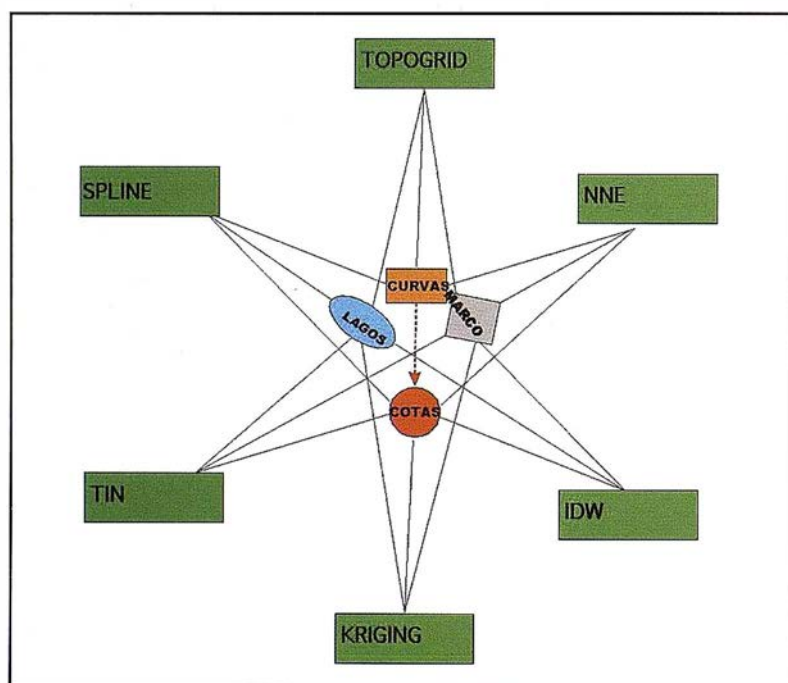 TOPOGRID
SPLINE
NNE
CURVAS
LAGOS
MARCO
COTAS
TIN
IDW
KRIGING